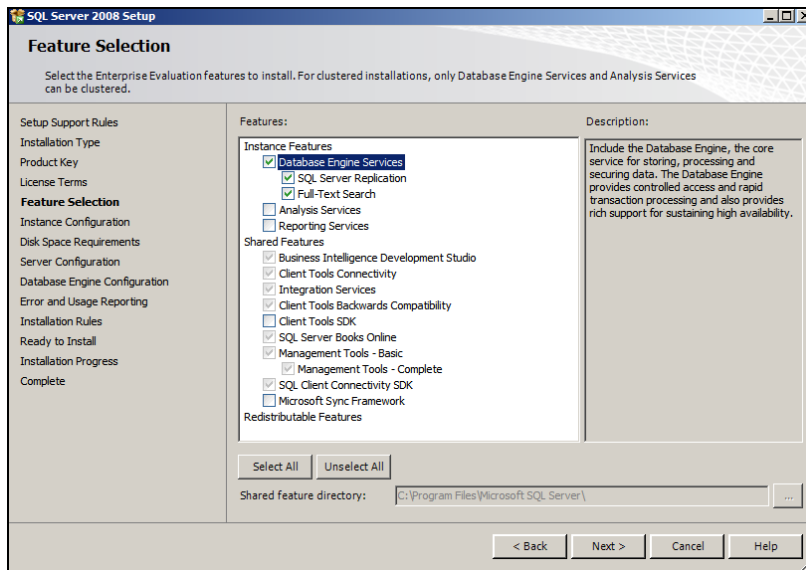 SQL Server 2008 Setup
Feature Selection
Select the Enterprise Evaluation features to install. For clustered installations, only Database Engine Services and Analysis Services
can be clustered.
Setup Support Rules
Installation Type
Product Key
License Terms
Feature Selection
Instance Configuration
Disk Space Requirements
Server Configuration
Database Engine Configuration
Error and Usage Reporting
Installation Rules
Ready to Install
Installation Progress
Complete
Features:
Instance Features
Database Engine Services
SQL Server Replication
Full-Text Search
Analysis Services
Reporting Services
Shared Features
Business Intelligence Development Studio
Client Tools Connectivity
Integration Services
Client Tools Backwards Compatibility
Client Tools SDK
SQL Server Books Online
Management Tools - Basic
Management Tools - Complete
SQL Client Connectivity SDK
Microsoft Sync Framework
Redistributable Features
Description:
Include the Database Engine, the core
service for storing, processing and
securing data. The Database Engine
provides controlled access and rapid
transaction processing and also provides
rich support for sustaining high availability.
Select All
Unselect All
Shared feature directory:
C:\Program Files\Microsoft SQL Server\
...
< Back
Next >
Cancel
Help